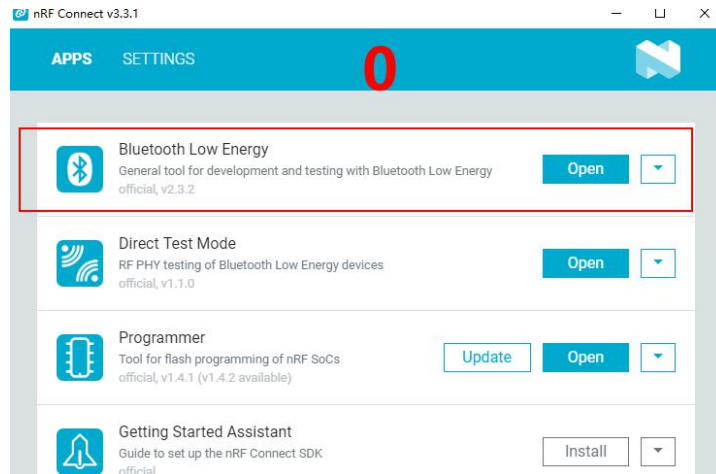 nRF Connect v3.3.1
APPS SETTINGS
0
Bluetooth Low Energy
General tool for development and testing with Bluetooth Low Energy
official, v2.3.2
Open
Direct Test Mode
RF PHY testing of Bluetooth Low Energy devices
official, v1.1.0
Open
Programmer
Tool for flash programming of nRF SoCs
official, v1.4.1 (v1.4.2 available)
Update Open
Getting Started Assistant
Guide to set up the nRF Connect SDK
official
Install